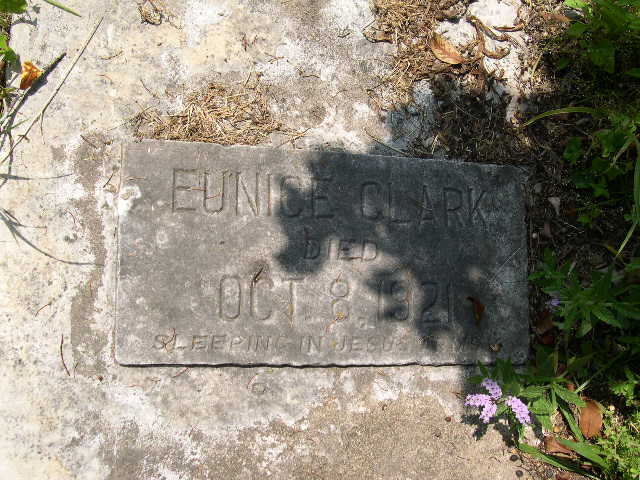 EUNICE CLARK
DIED
OCT. 8. 1921
SLEEPING IN JESUS